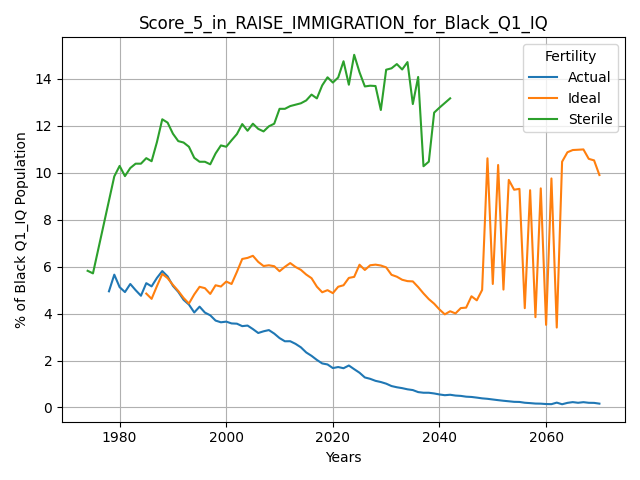 Score_5_in_RAISE_IMMIGRATION_for_Black_Q1_IQ
Fertility
Actual
Ideal
Sterile
% of Black Q1_IQ Population
14
12
10
8
6
4
2
0
1980
2000
2020
2040
2060
Years